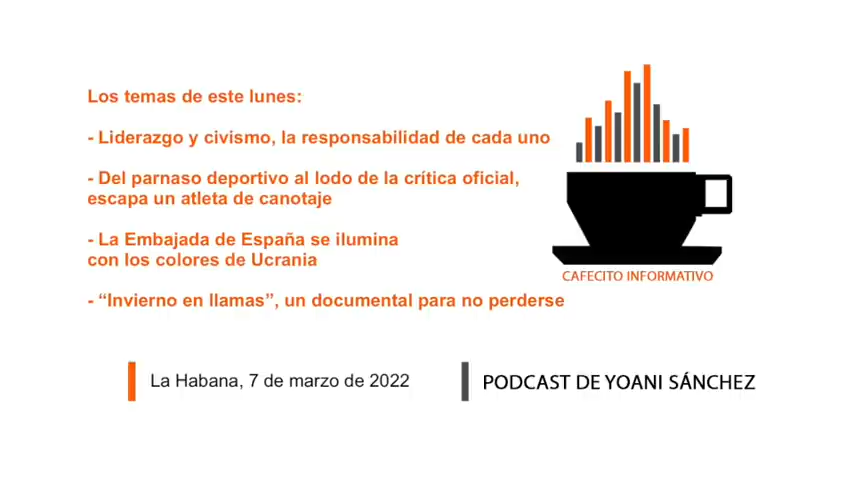 Los temas de este lunes:
- Liderazgo y civismo, la responsabilidad de cada uno
- Del parnaso deportivo al lodo de la crítica oficial,
escapa un atleta de canotaje
- La Embajada de España se ilumina
con los colores de Ucrania
- “Invierno en llamas”, un documental para no perderse
CAFECITO INFORMATIVO
La Habana, 7 de marzo de 2022
PODCAST DE YOANI SÁNCHEZ